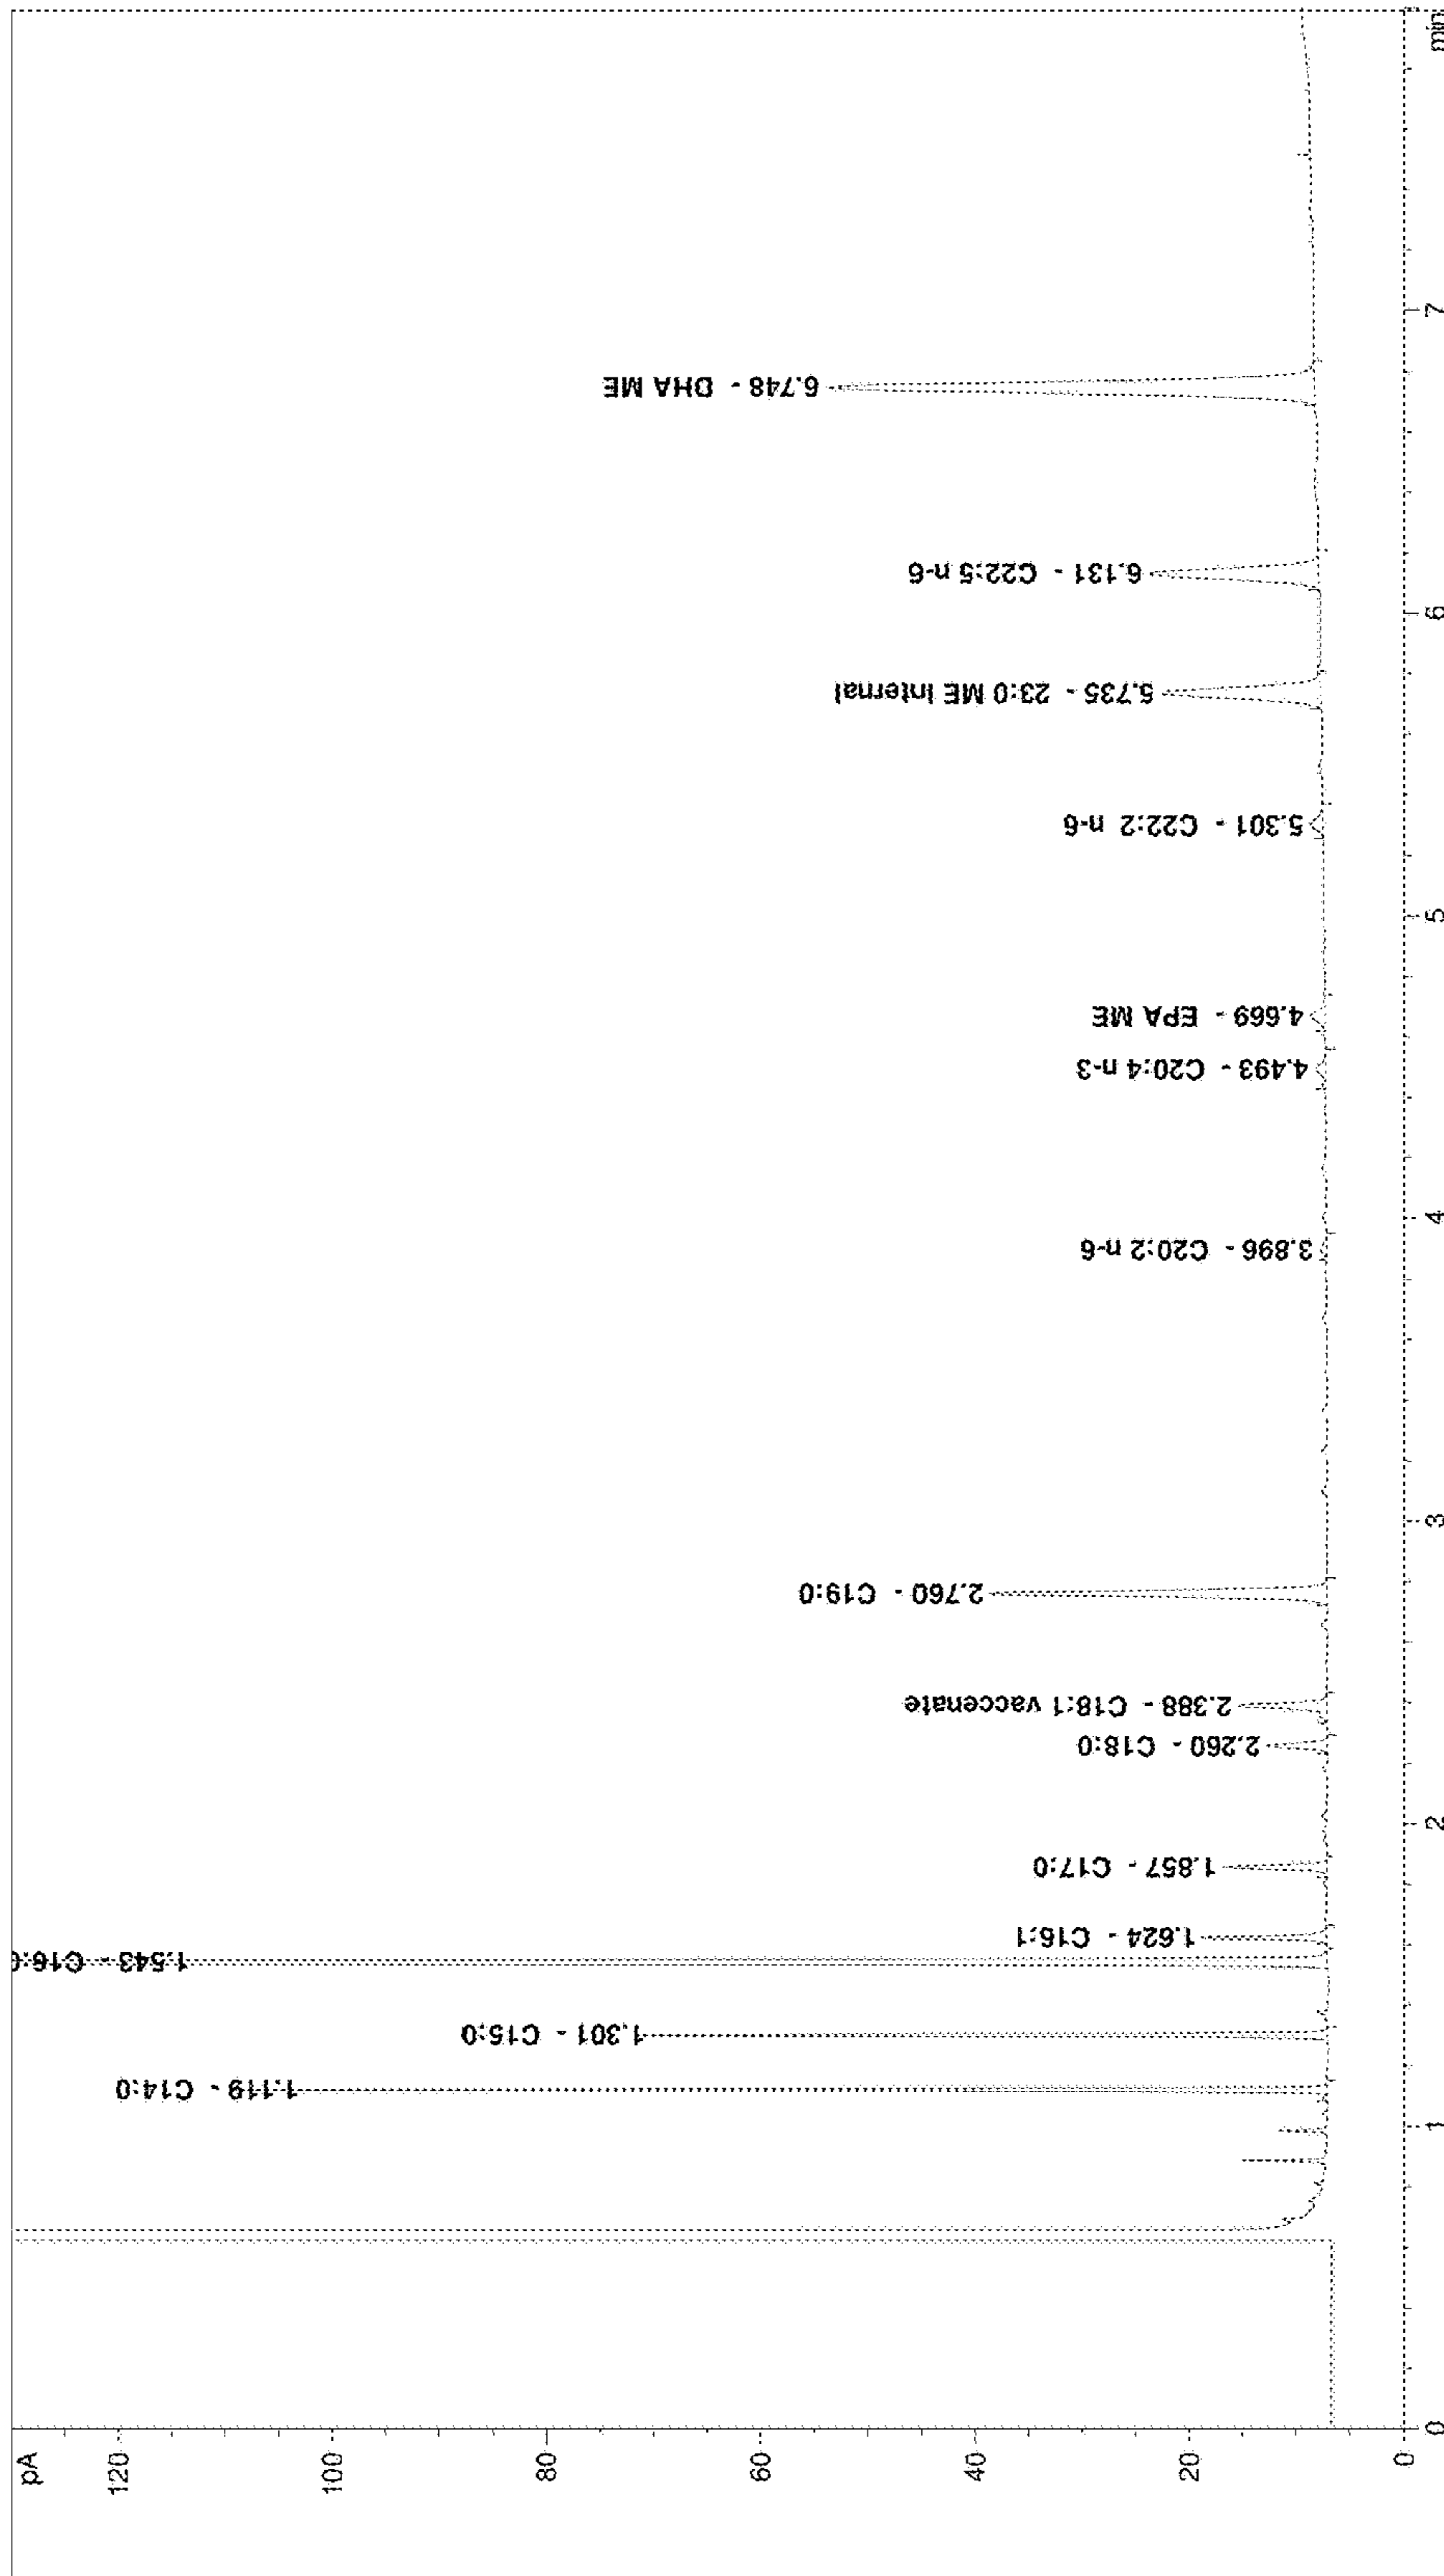 pA
120
100
80
60
40
20
0
0
1
2
3
4
5
6
7
min
1.119 - C14:0
1.301 - C15:0
1.543 - C16:0
1.624 - C16:1
1.857 - C17:0
2.260 - C18:0
2.388 - C18:1 vaccenate
2.760 - C19:0
3.896 - C20:2 n-6
4.493 - C20:4 n-3
4.669 - EPA ME
5.301 - C22:2 n-6
5.735 - 23:0 ME Internal
6.131 - C22:5 n-6
6.748 - DHA ME